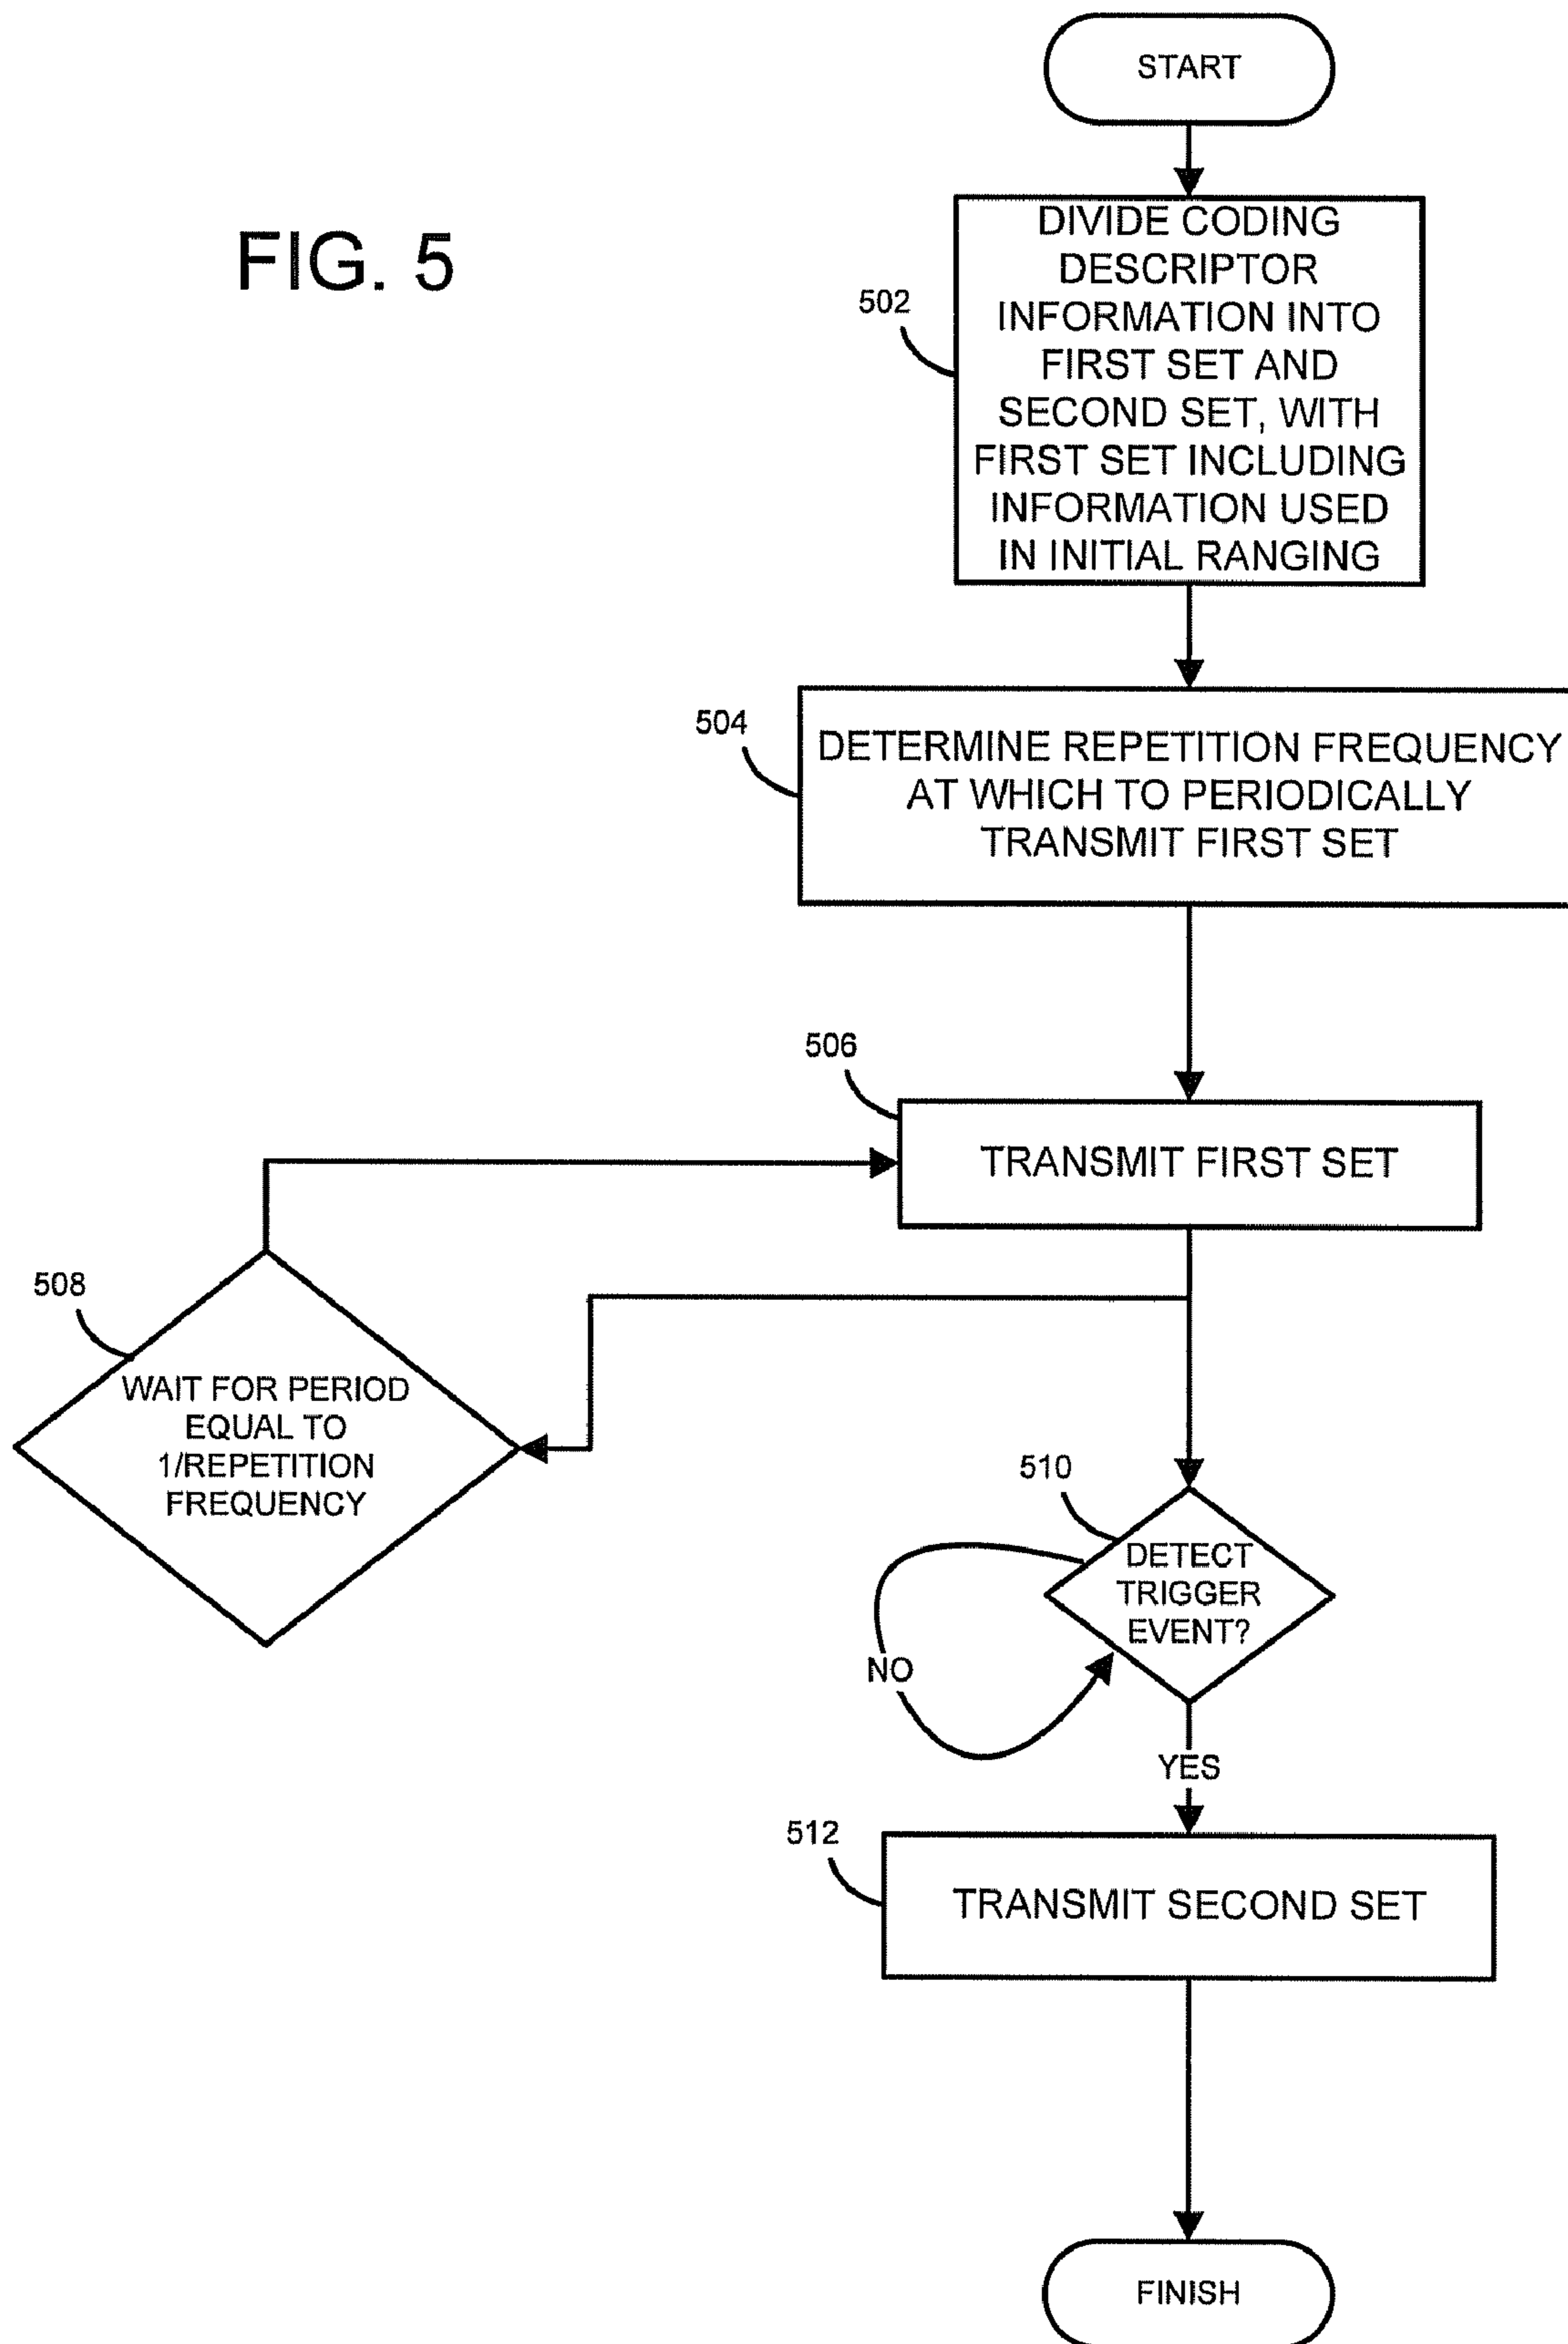 START
FIG. 5
502
DIVIDE CODING
DESCRIPTOR
INFORMATION INTO
FIRST SET AND
SECOND SET, WITH
FIRST SET INCLUDING
INFORMATION USED
IN INITIAL RANGING
504
DETERMINE REPETITION FREQUENCY
AT WHICH TO PERIODICALLY
TRANSMIT FIRST SET
506
TRANSMIT FIRST SET
508
WAIT FOR PERIOD
EQUAL TO
1/REPETITION
FREQUENCY
510
DETECT
TRIGGER
EVENT?
NO
YES
512
TRANSMIT SECOND SET
FINISH